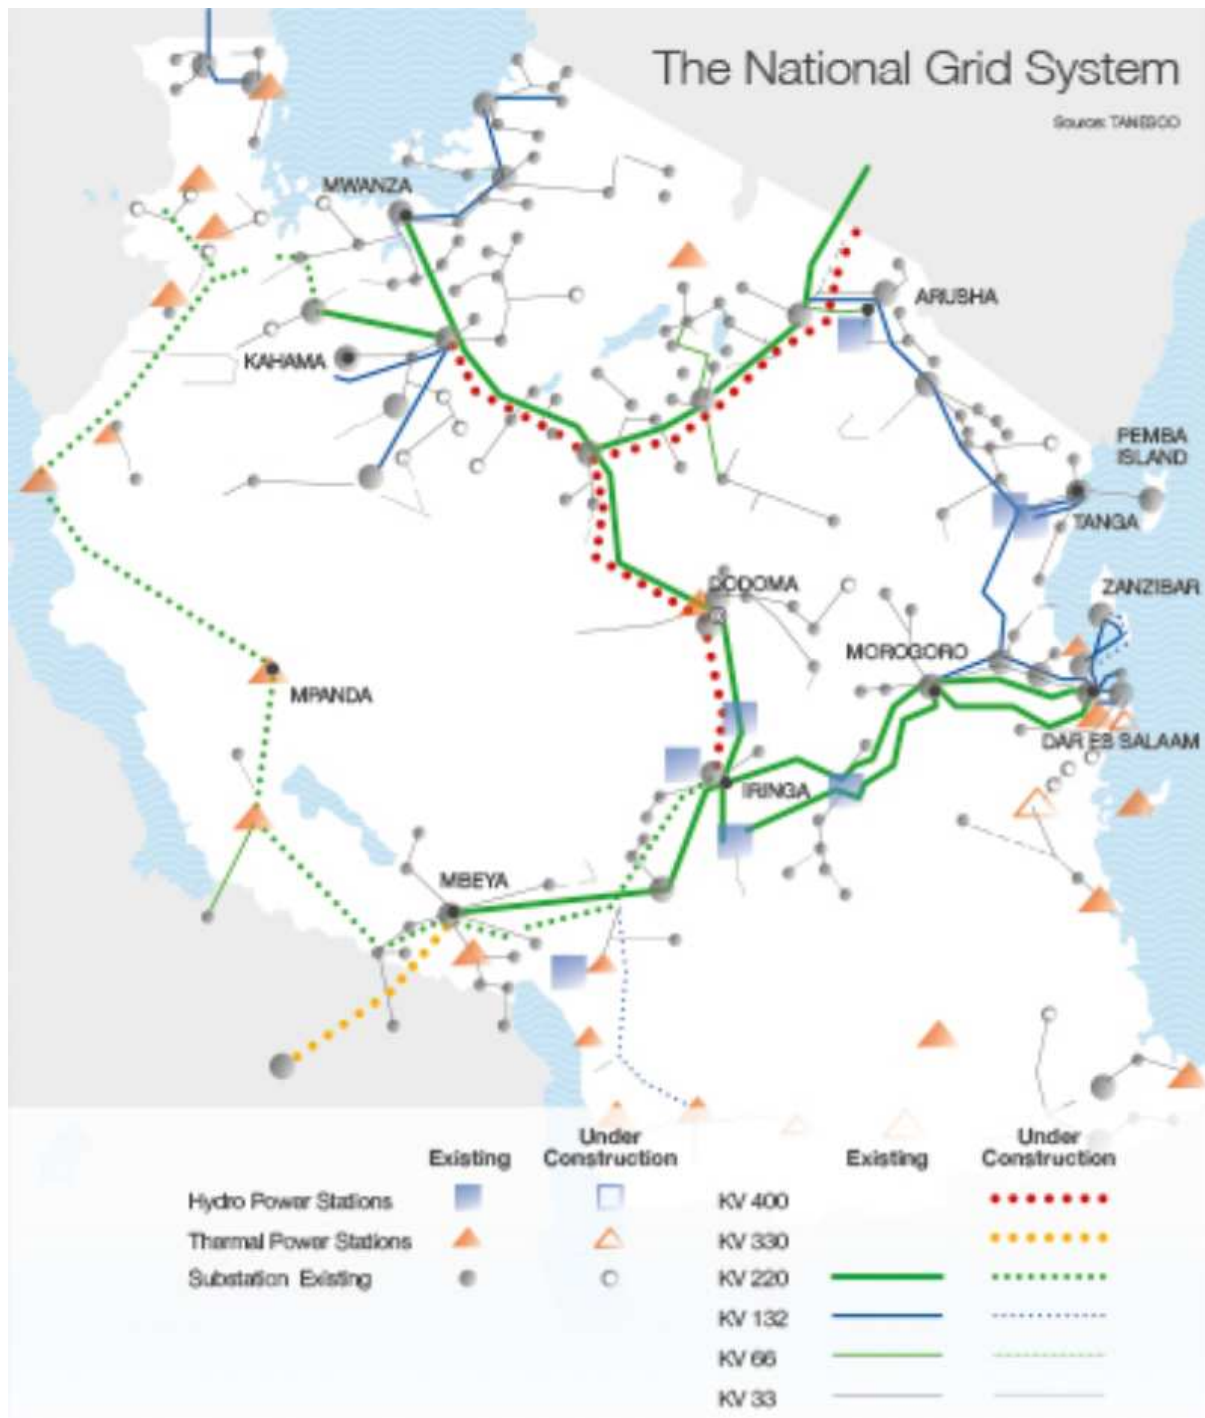 The National Grid System
Source: TANESCO
MWANZA
ARUSHA
KAHAMA
PEMBA
ISLAND
TANGA
DODOMA
ZANZIBAR
MOROGORO
MPANDA
DAR ES SALAAM
IRINGA
MBEYA
Existing
Under
Construction
Existing
Under
Construction
Hydro Power Stations
Thermal Power Stations
Substation Existing
KV 400
KV 330
KV 220
KV 132
KV 66
KV 33